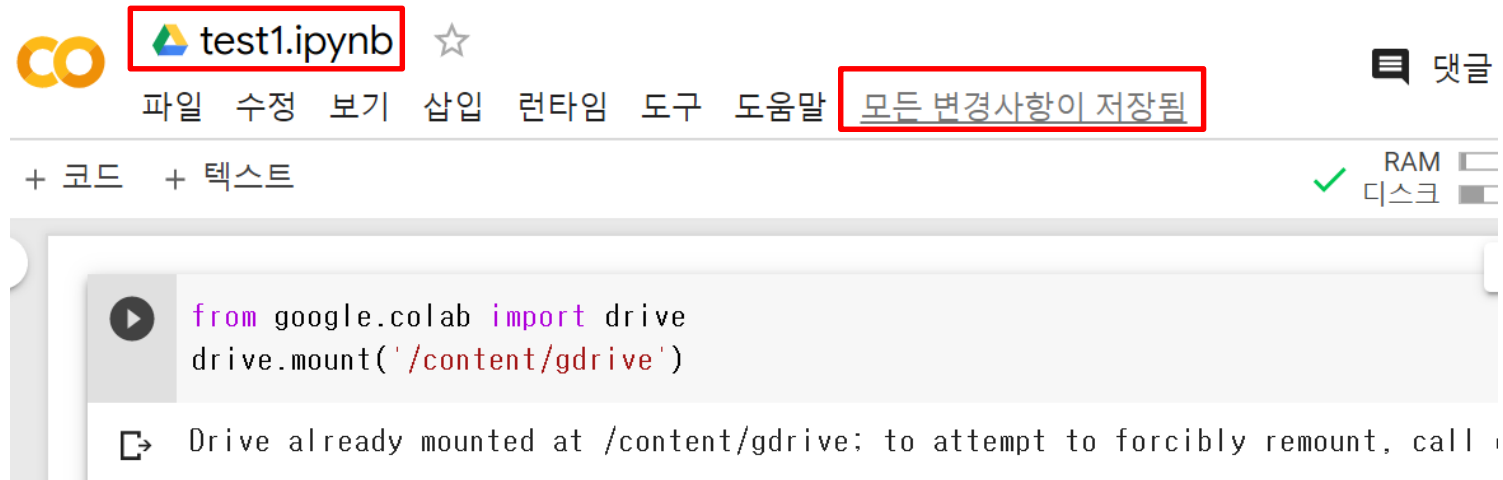 test1.ipynb
댓글
파일 수정 보기 삽입 런타임 도구 도움말 모든 변경사항이 저장됨
+ 코드 + 텍스트
RAM
디스크
from google.colab import drive
drive.mount('/content/gdrive')
Drive already mounted at /content/gdrive; to attempt to forcibly remount, call